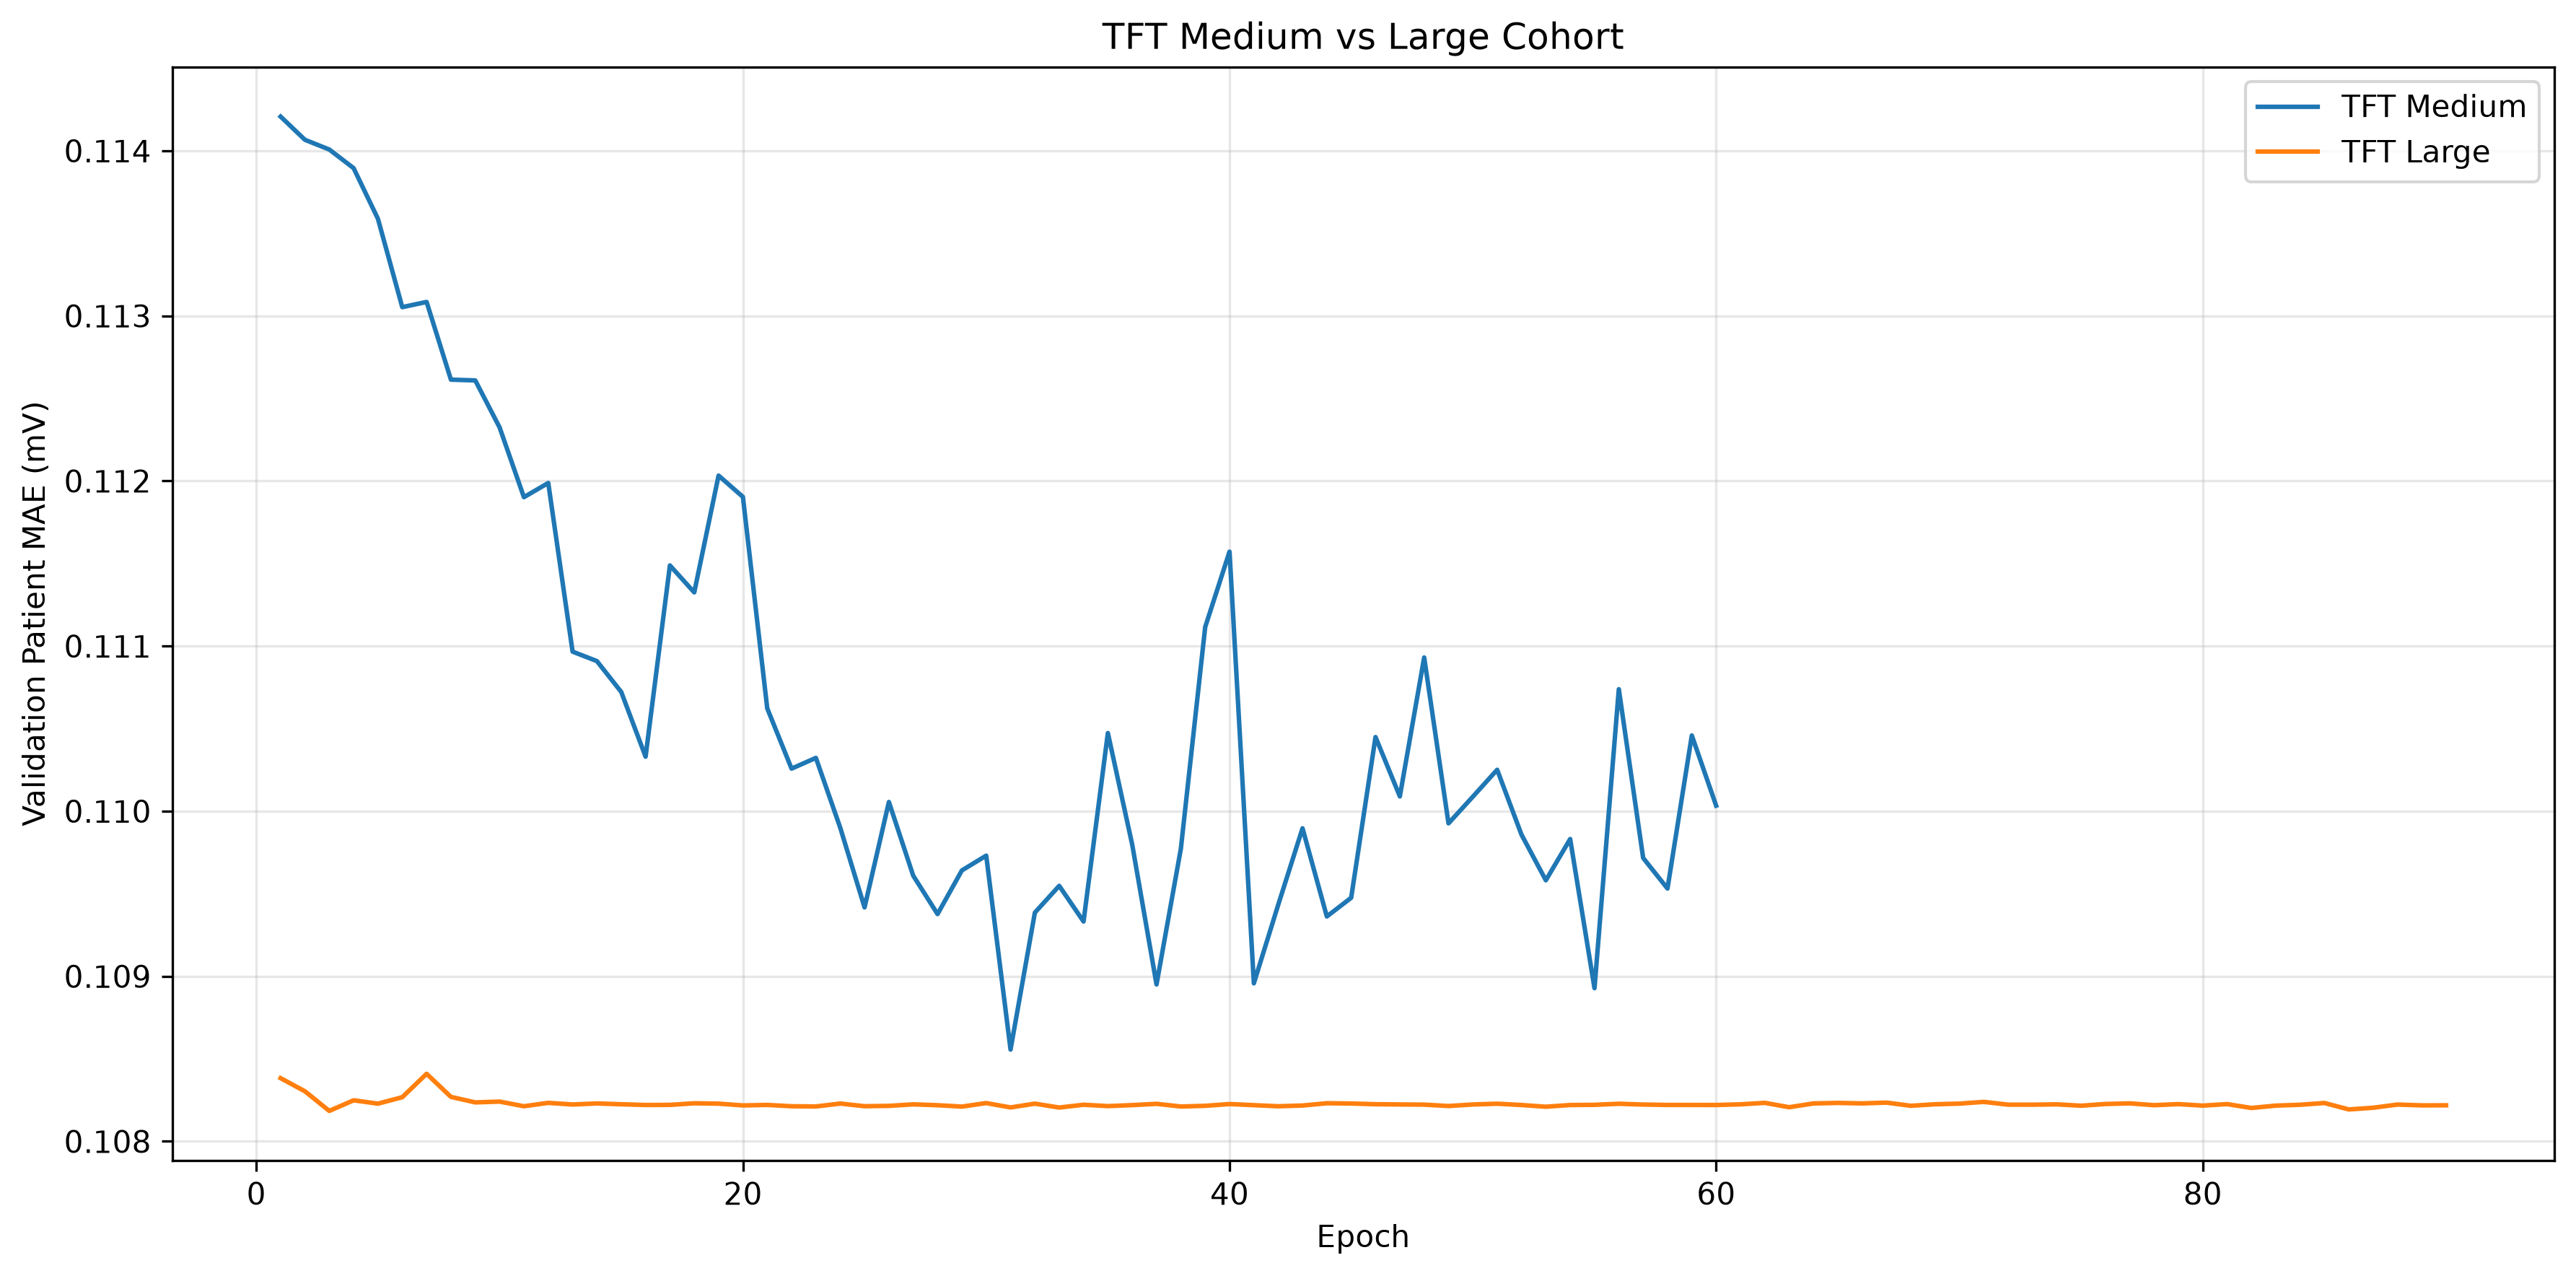 TFT Medium vs Large Cohort
TFT Medium
TFT Large
Validation Patient MAE (mV)
0.114
0.113
0.112
0.111
0.110
0.109
0.108
0
20
40
60
80
Epoch